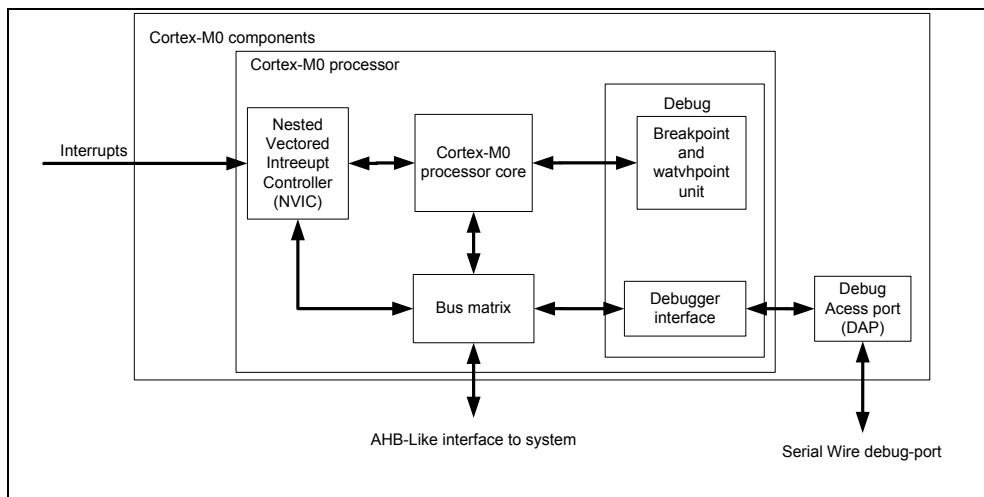 Cortex-M0 components
Cortex-M0 processor
Debug
Nested
Vectored
Intreeupt
Controller
(NVIC)
Cortex-M0
processor core
Breakpoint
and
watvhpoint
unit
Interrupts
Bus matrix
Debugger
interface
Debug
Acess port
(DAP)
AHB-Like interface to system
Serial Wire debug-port